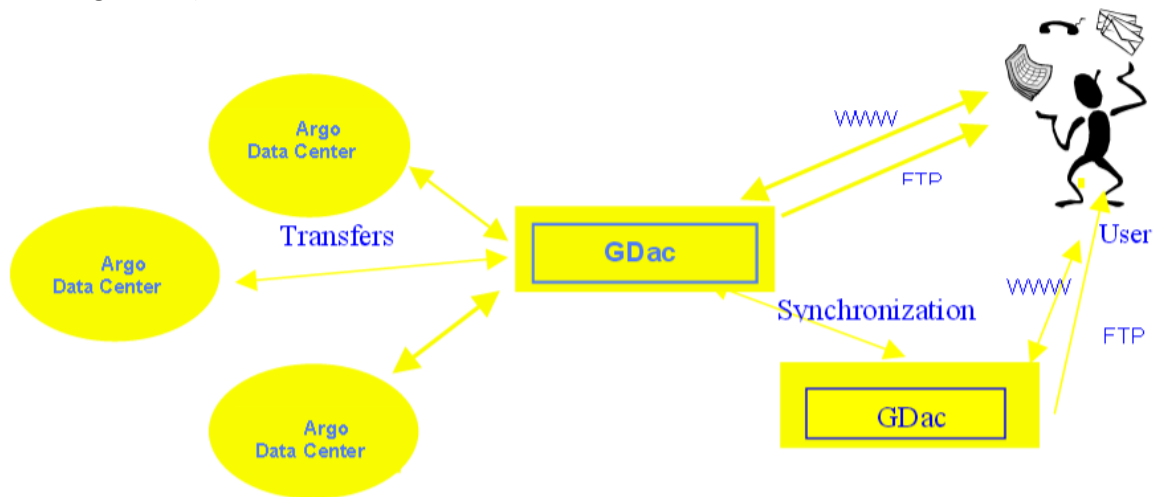 Argo
Data Center
WWW
FTP
Transfers
GDac
User
Argo
Data Center
WWW
Synchronization
FTP
GDac
Argo
Data Center